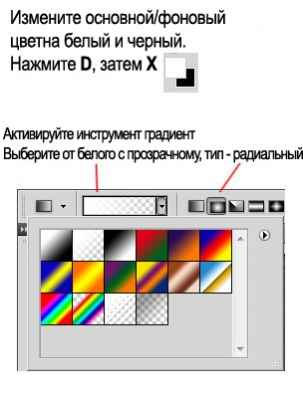 Измените основной/фоновый
цветна белый и черный.
Нажмите D, затем X
Активируйте инструмент градиент
Выберите от белого с прозрачному, тип - радиальный